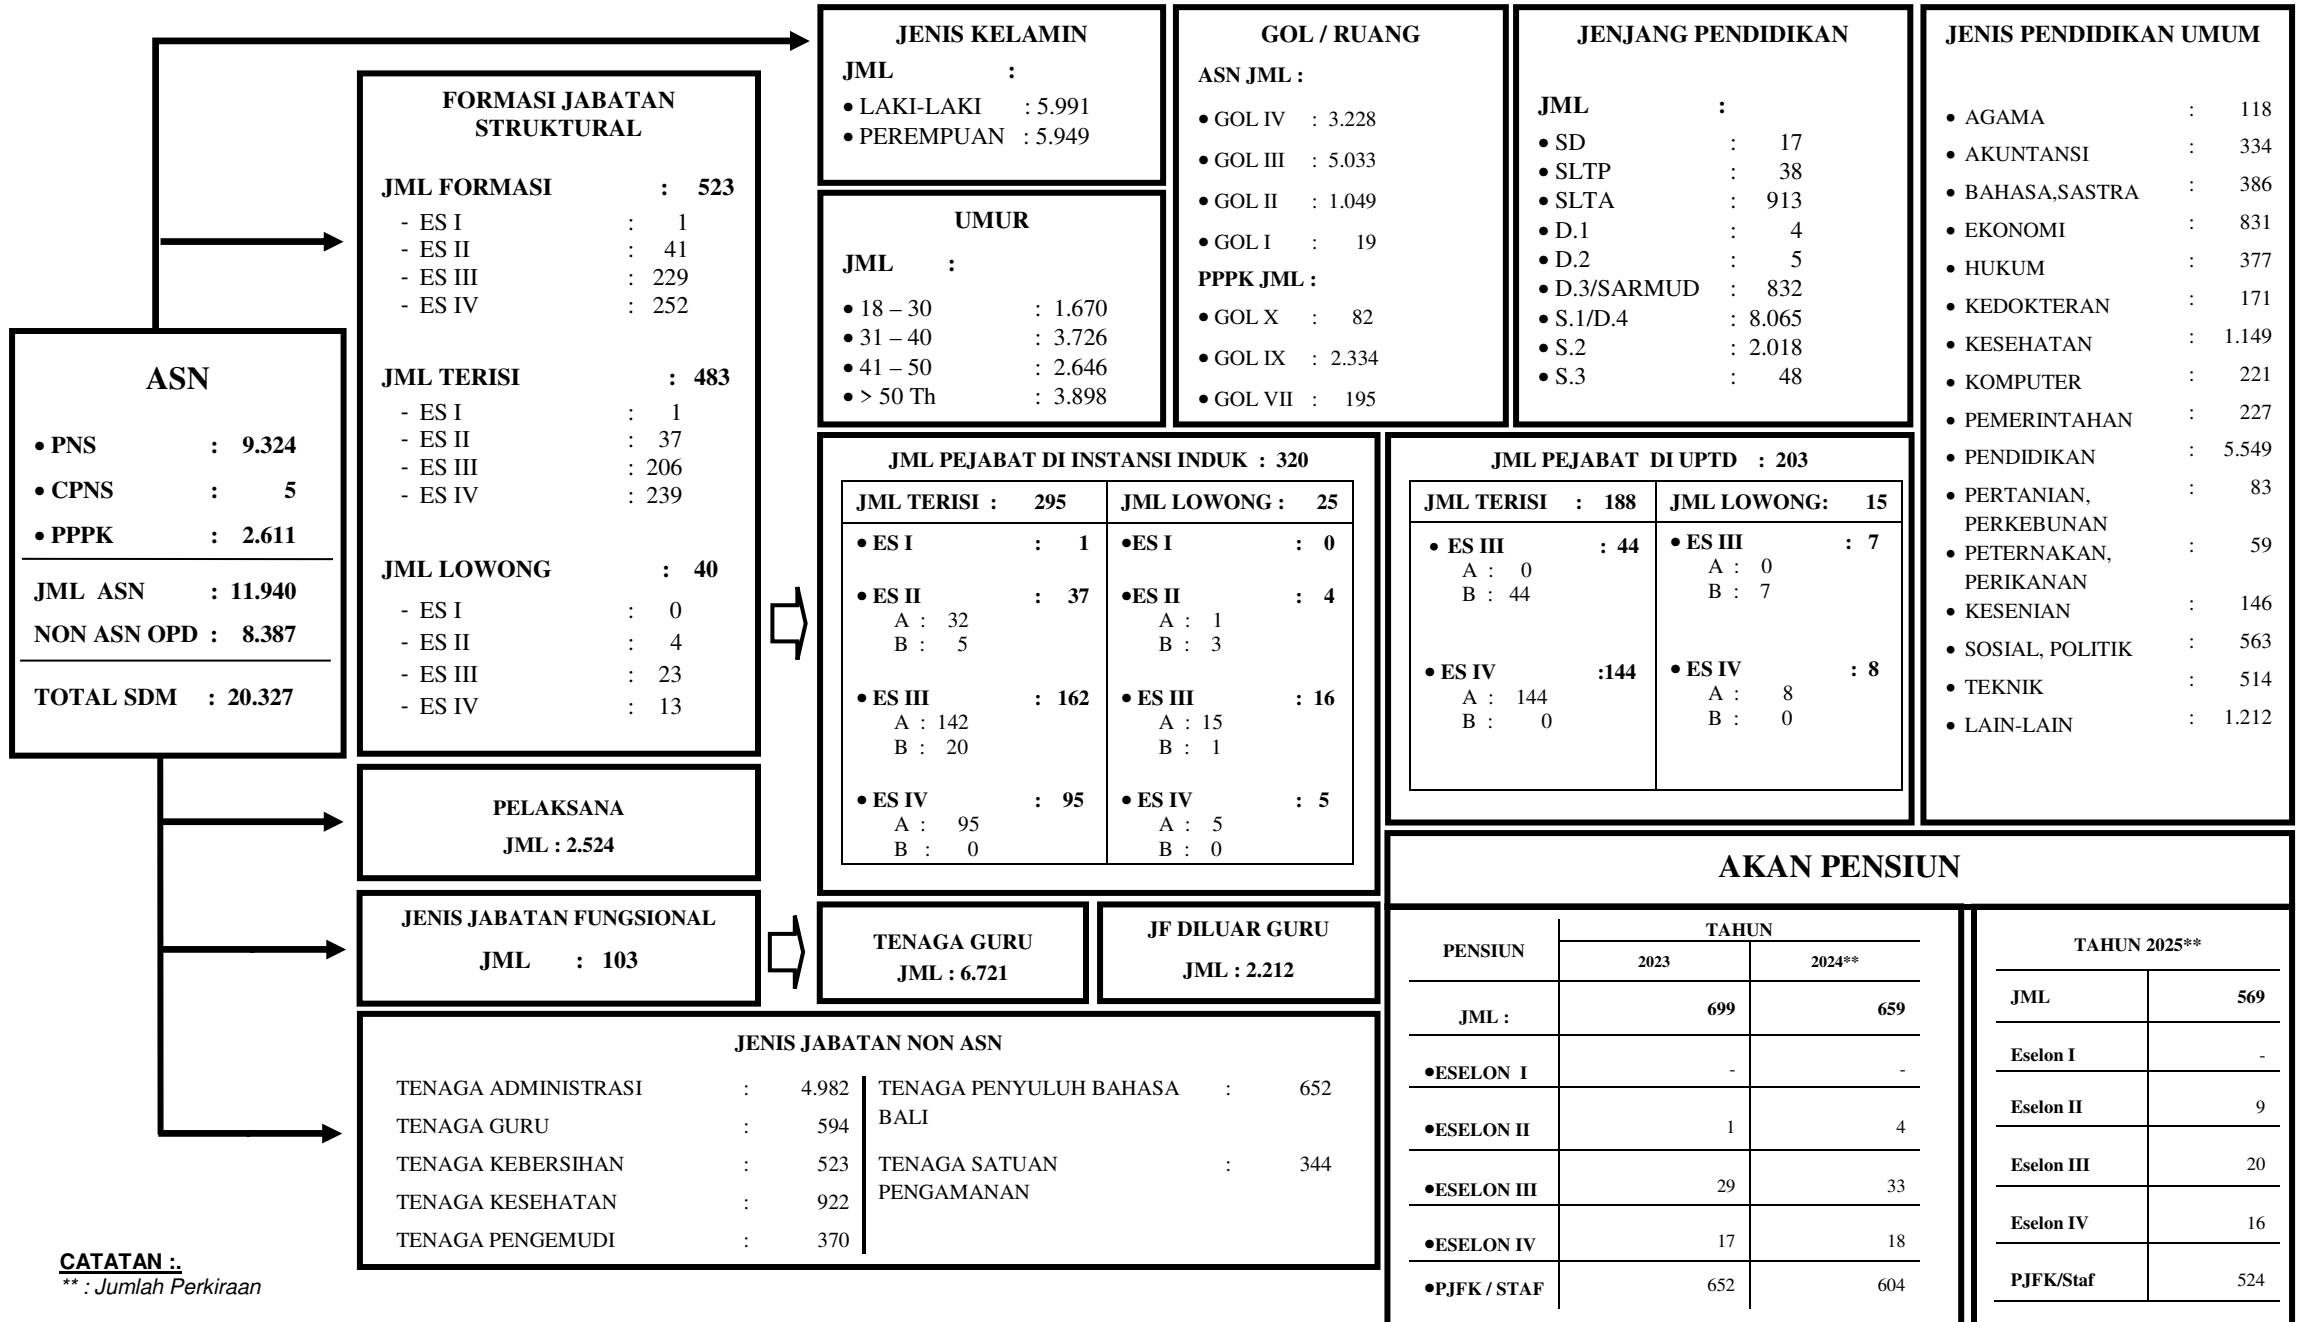 ASN
• PNS : 9.324
• CPNS : 5
• PPPK : 2.611
JML ASN : 11.940
NON ASN OPD : 8.387
TOTAL SDM : 20.327
FORMASI JABATAN
STRUKTURAL
JML FORMASI : 523
- ES I : 1
- ES II : 41
- ES III : 229
- ES IV : 252
JML TERISI : 483
- ES I : 1
- ES II : 37
- ES III : 206
- ES IV : 239
JML LOWONG : 40
- ES I : 0
- ES II : 4
- ES III : 23
- ES IV : 13
PELAKSANA
JML : 2.524
JENIS JABATAN FUNGSIONAL
JML : 103
JENIS KELAMIN
JML :
• LAKI-LAKI : 5.991
• PEREMPUAN : 5.949
UMUR
JML :
• 18 – 30 : 1.670
• 31 – 40 : 3.726
• 41 – 50 : 2.646
• > 50 Th : 3.898
GOL / RUANG
ASN JML :
• GOL IV : 3.228
• GOL III : 5.033
• GOL II : 1.049
• GOL I : 19
PPPK JML :
• GOL X : 82
• GOL IX : 2.334
• GOL VII : 195
JENJANG PENDIDIKAN
JML :
• SD : 17
• SLTP : 38
• SLTA : 913
• D.1 : 4
• D.2 : 5
• D.3/SARMUD : 832
• S.1/D.4 : 8.065
• S.2 : 2.018
• S.3 : 48
JENIS PENDIDIKAN UMUM
• AGAMA : 118
• AKUNTANSI : 334
• BAHASA,SASTRA : 386
• EKONOMI : 831
• HUKUM : 377
• KEDOKTERAN : 171
• KESEHATAN : 1.149
• KOMPUTER : 221
• PEMERINTAHAN : 227
• PENDIDIKAN : 5.549
• PERTANIAN, : 83
PERKEBUNAN
• PETERNAKAN, : 59
PERIKANAN
• KESENIAN : 146
• SOSIAL, POLITIK : 563
• TEKNIK : 514
• LAIN-LAIN : 1.212
JML PEJABAT DI INSTANSI INDUK : 320
JML TERISI : 295
• ES I : 1
• ES II : 37
A : 32
B : 5
• ES III : 162
A : 142
B : 20
• ES IV : 95
A : 95
B : 0
JML LOWONG : 25
•ES I : 0
•ES II : 4
A : 1
B : 3
• ES III : 16
A : 15
B : 1
• ES IV : 5
A : 5
B : 0
JML PEJABAT DI UPTD : 203
JML TERISI : 188
• ES III : 44
A : 0
B : 44
• ES IV :144
A : 144
B : 0
JML LOWONG: 15
• ES III : 7
A : 0
B : 7
• ES IV : 8
A : 8
B : 0
TENAGA GURU
JML : 6.721
JF DILUAR GURU
JML : 2.212
JENIS JABATAN NON ASN
TENAGA ADMINISTRASI : 4.982
TENAGA GURU : 594
TENAGA KEBERSIHAN : 523
TENAGA KESEHATAN : 922
TENAGA PENGEMUDI : 370
TENAGA PENYULUH BAHASA : 652
BALI
TENAGA SATUAN : 344
PENGAMANAN
AKAN PENSIUN
PENSIUN TAHUN
2023 2024**
JML : 699 659
•ESELON I - -
•ESELON II 1 4
•ESELON III 29 33
•ESELON IV 17 18
•PJFK / STAF 652 604
TAHUN 2025**
JML 569
Eselon I -
Eselon II 9
Eselon III 20
Eselon IV 16
PJFK/Staf 524
CATATAN :.
** : Jumlah Perkiraan